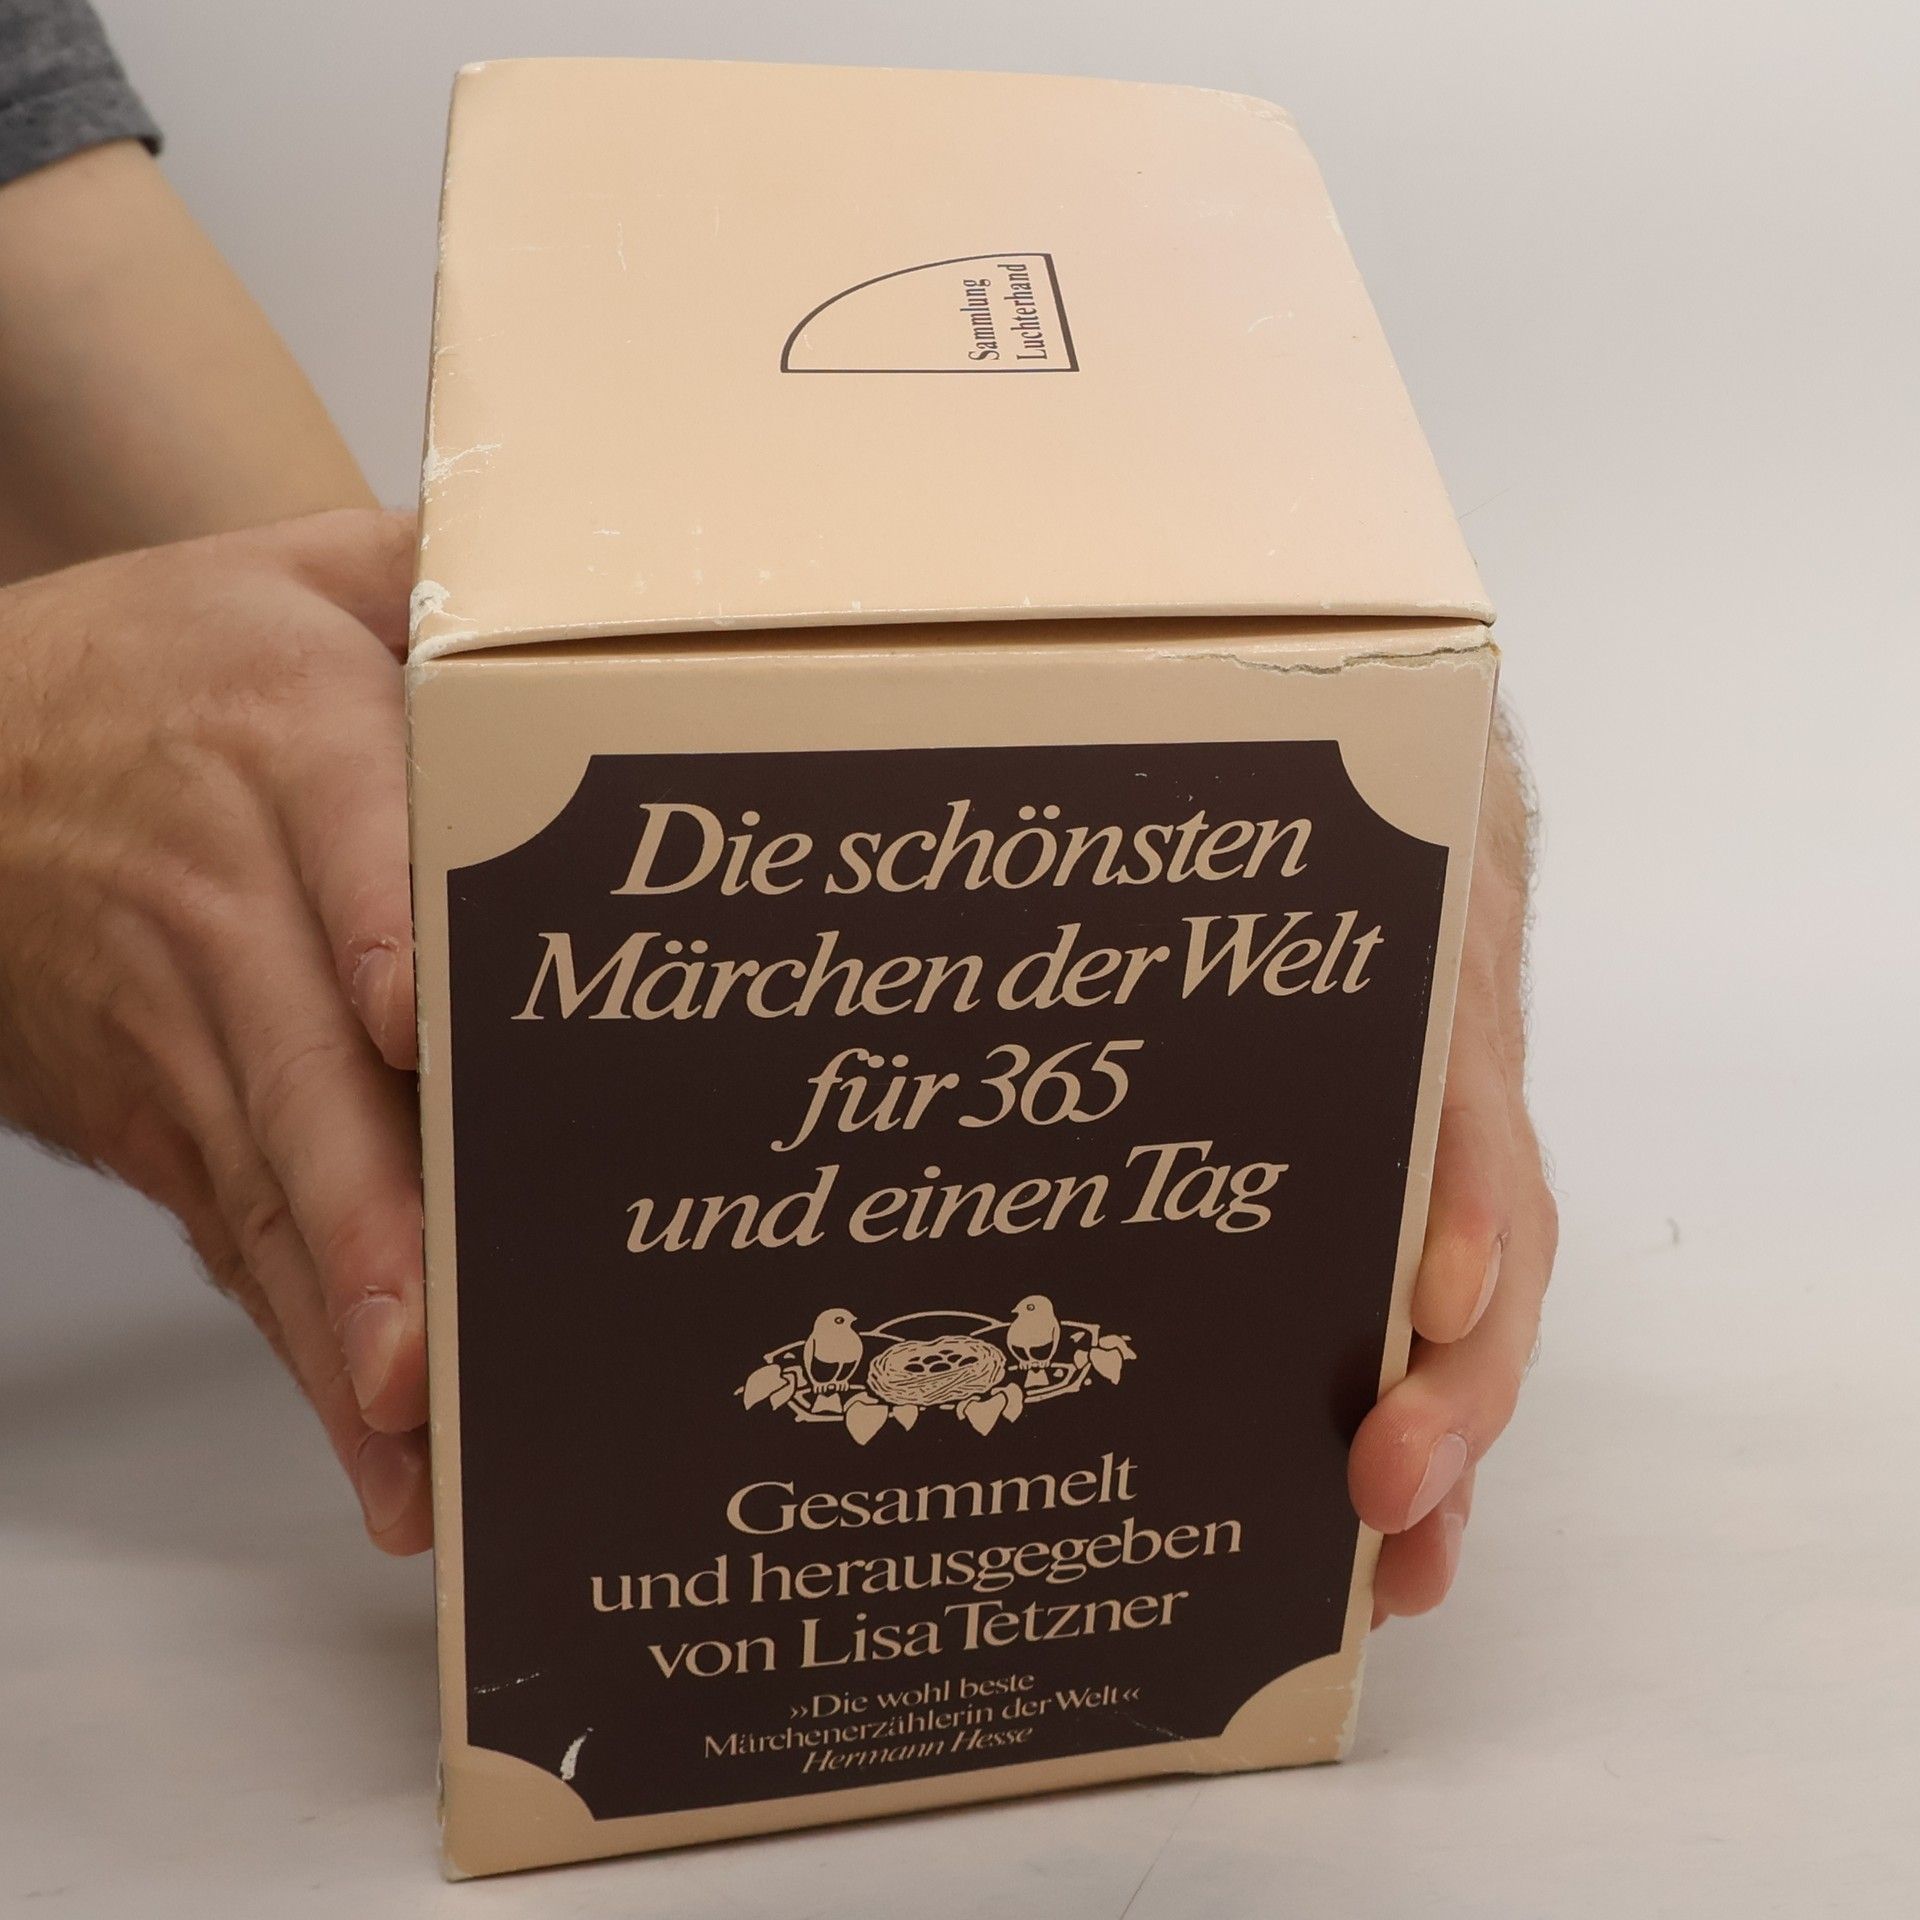 Sammlung
Luchterhand
Die schönsten
Märchen der Welt
für 365
und einen Tag
Gesammelt
und herausgegeben
von Lisa Tetzner
»Die wohl beste
Märchenerzählerin der Welt«
Hermann Hesse